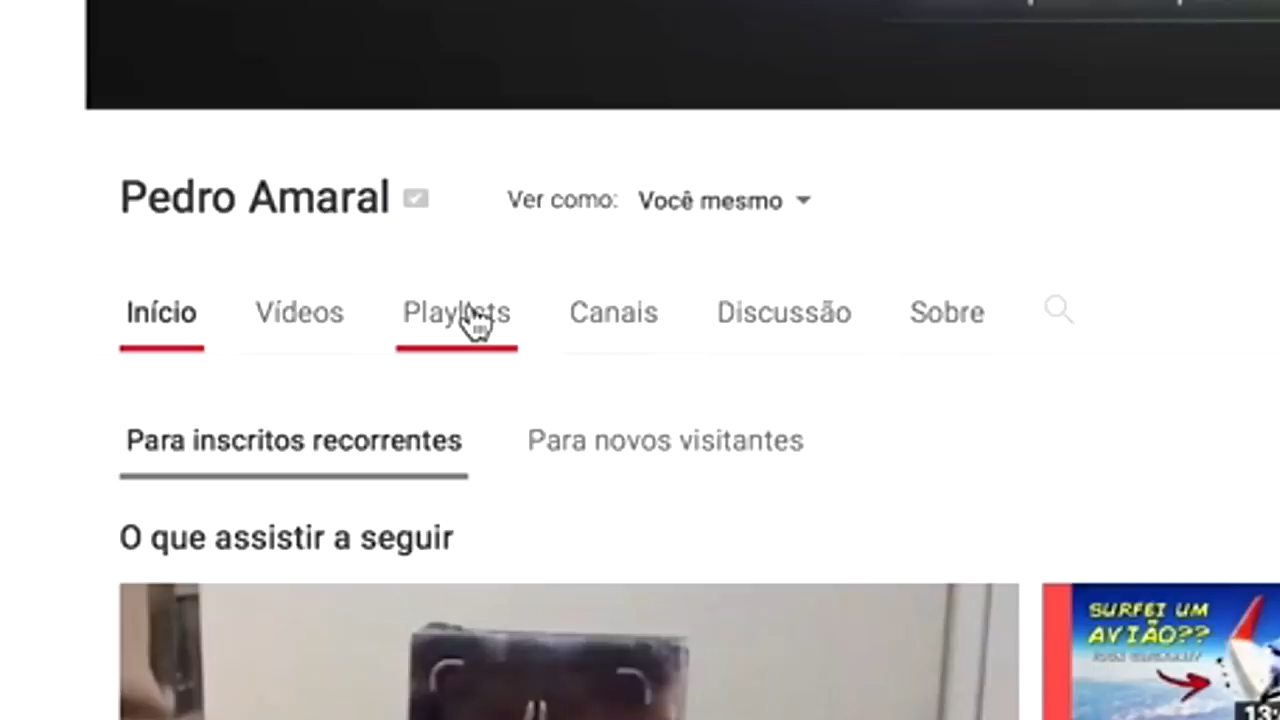 Pedro Amaral
Ver como: Você mesmo
Início Vídeos Playlists Canais Discussão Sobre
Para inscritos recorrentes Para novos visitantes
O que assistir a seguir
SURFEI UM
AVIÃO??